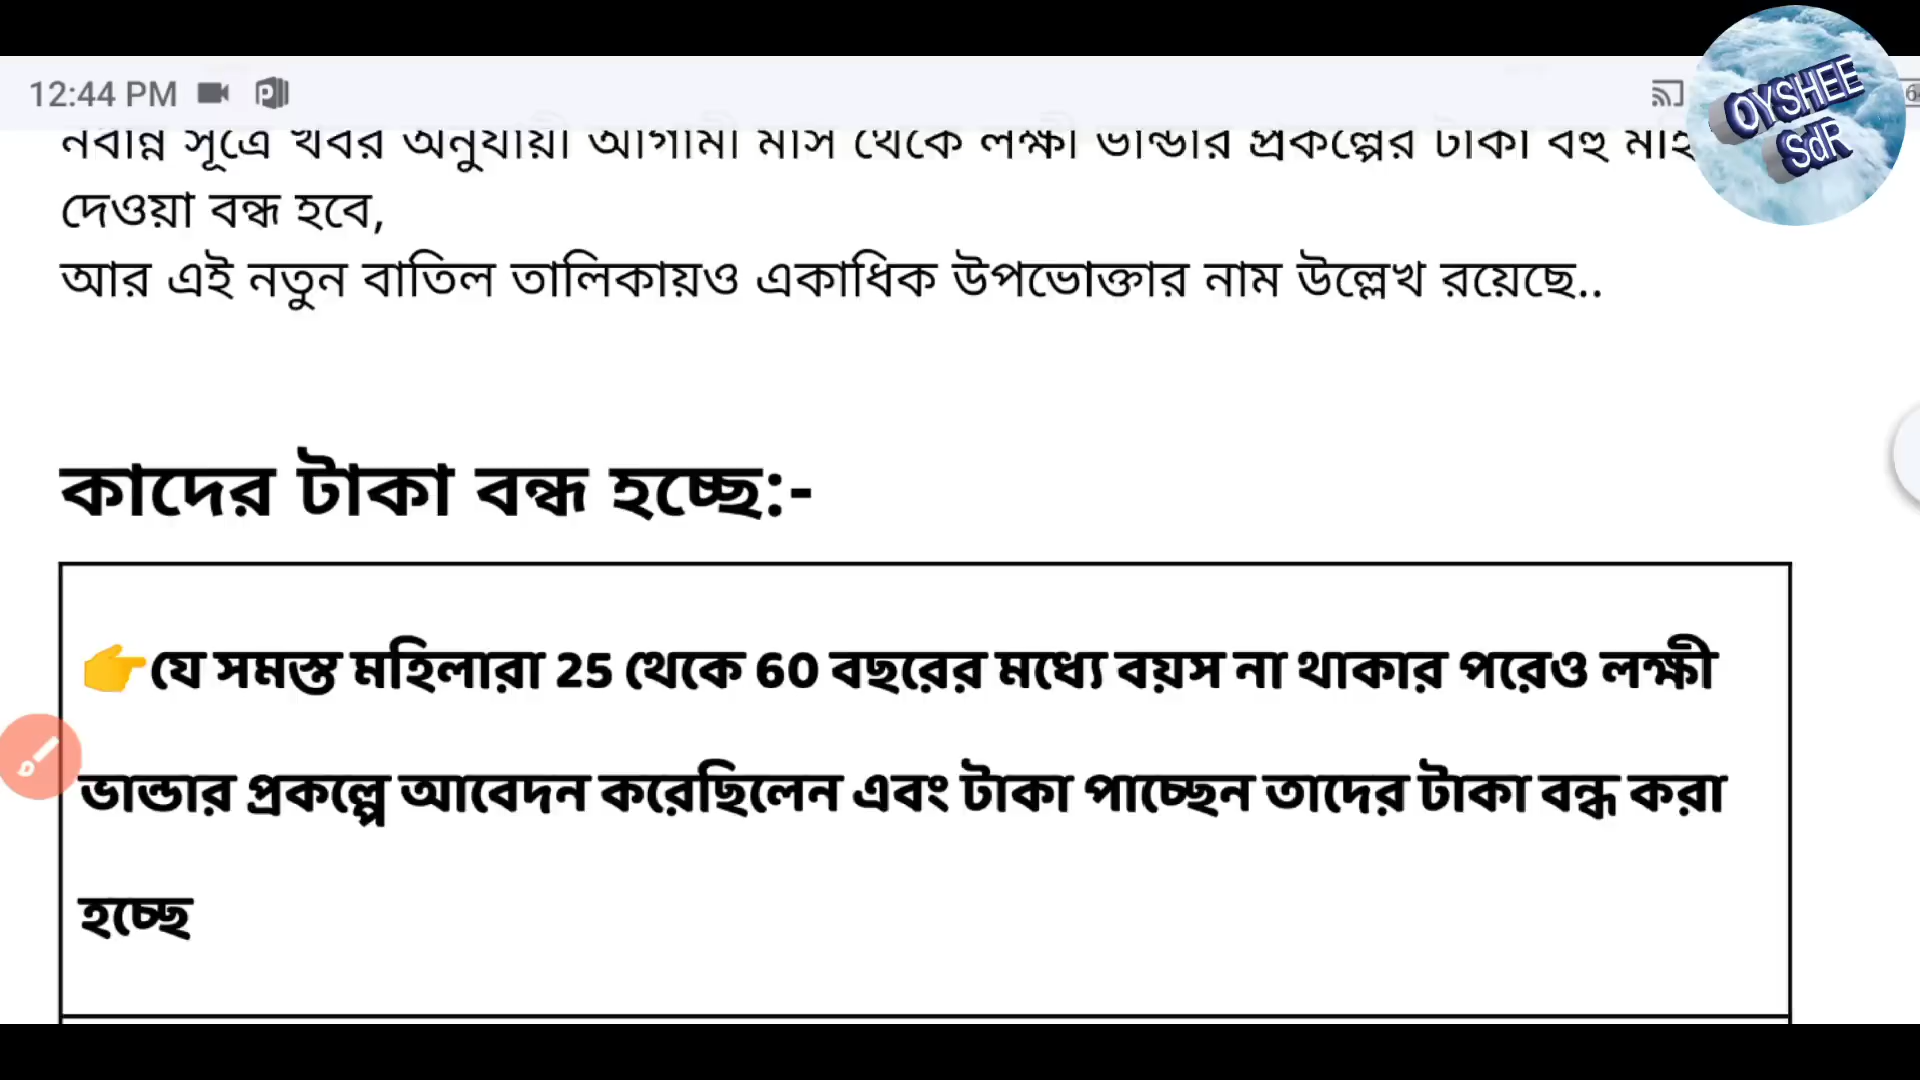 12:44 PM
OYSHEE
SdR
নবান্ন সূত্রে খবর অনুযায়ী আগামী মাস থেকে লক্ষী ভান্ডার প্রকল্পের টাকা বহু
দেওয়া বন্ধ হবে,
আর এই নতুন বাতিল তালিকায়ও একাধিক উপভোক্তার নাম উল্লেখ রয়েছে..
কাদের টাকা বন্ধ হচ্ছে:-
👉যে সমস্ত মহিলারা 25 থেকে 60 বছরের মধ্যে বয়স না থাকার পরেও লক্ষী
ভান্ডার প্রকল্পে আবেদন করেছিলেন এবং টাকা পাচ্ছেন তাদের টাকা বন্ধ করা
হচ্ছে